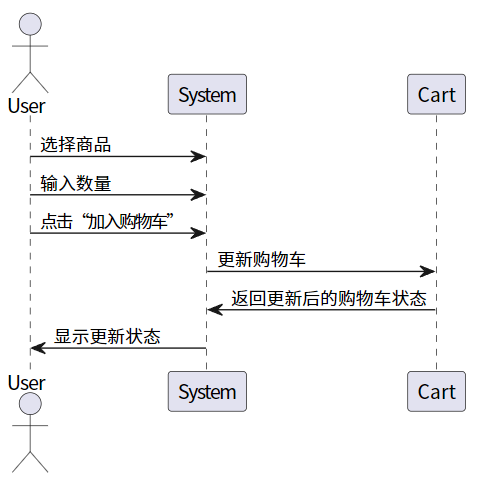 User
System
Cart
选择商品
输入数量
点击“加入购物车”
更新购物车
返回更新后的购物车状态
显示更新状态
User
System
Cart